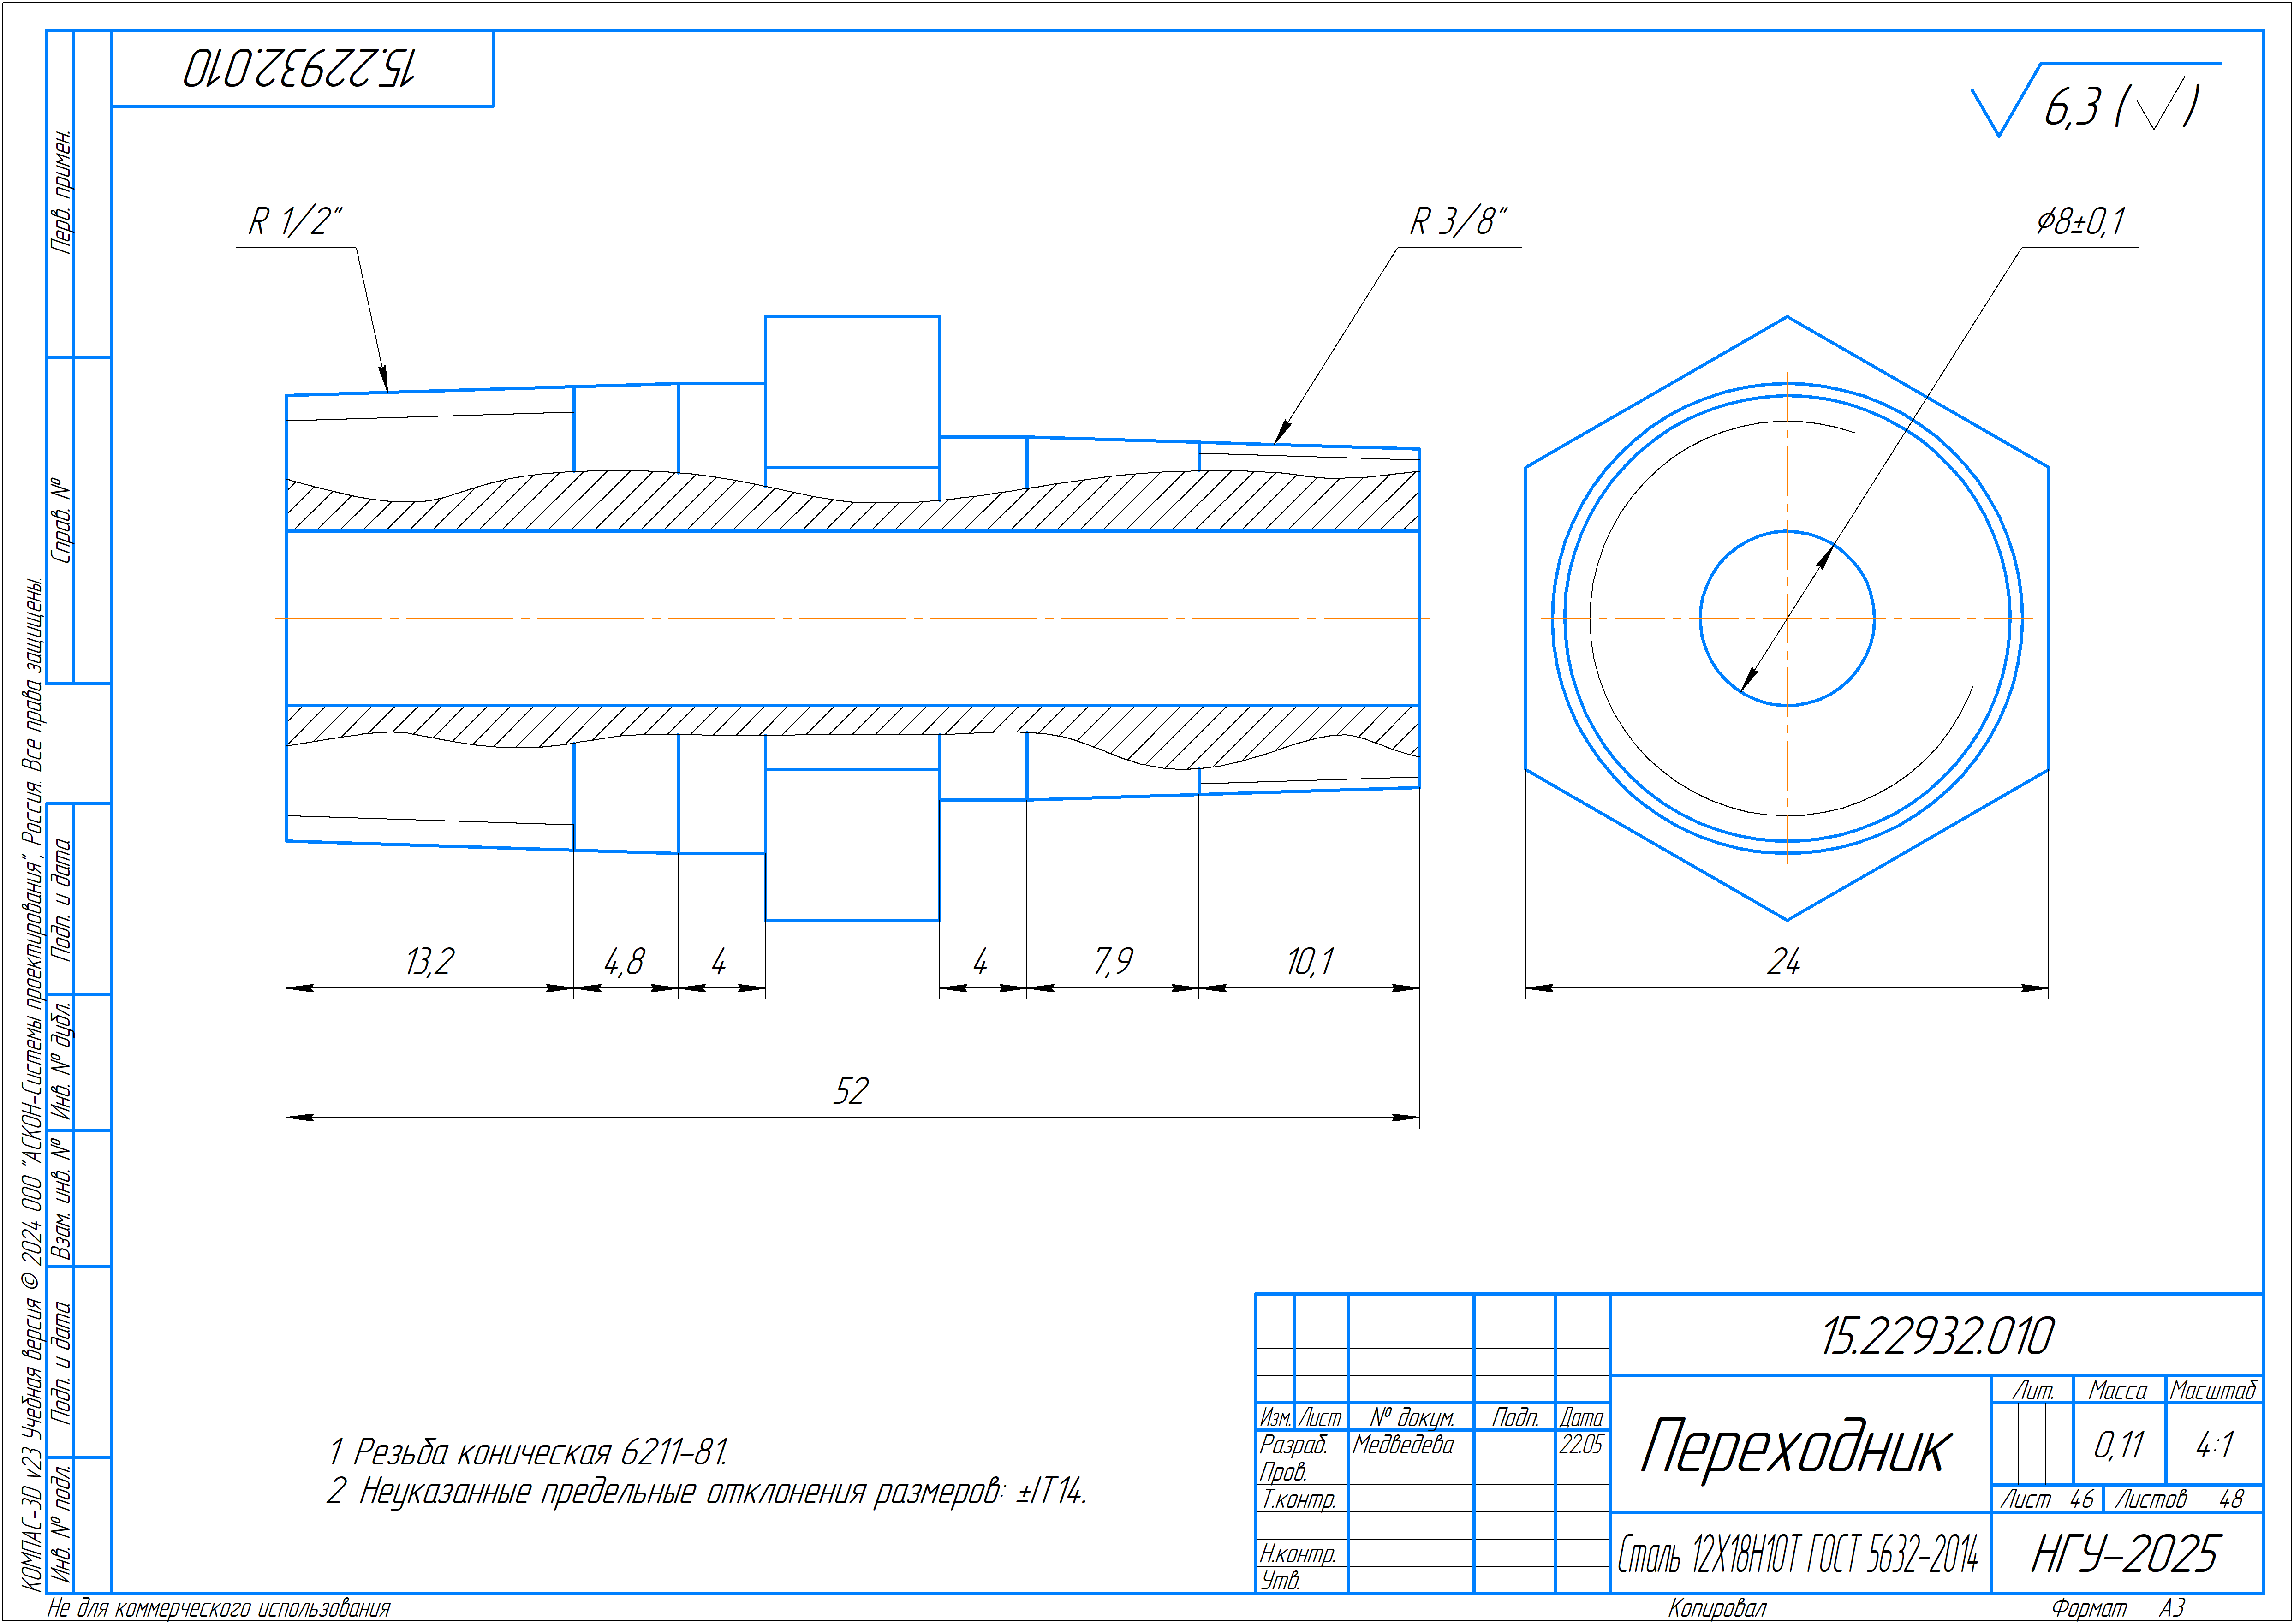 15.22932.010
6,3 (√)
Перв. примен.
Справ. №
Подп. и дата
Инв. № дубл.
Взам. инв. №
Подп. и дата
Инв. № подл.
КОМПАС-3D v23 Учебная версия © 2024 ООО "АСКОН-Системы проектирования", Россия. Все права защищены.
R 1/2"
R 3/8"
⌀8±0,1
13,2
4,8
4
4
7,9
10,1
24
52
1 Резьба коническая 6211-81.
2 Неуказанные предельные отклонения размеров: ±IT14.
15.22932.010
Лит. Масса Масштаб
Изм. Лист № докум. Подп. Дата
Разраб. Медведева 22.05
Пров.
Т.контр.
Н.контр.
Утв.
Переходник
0,11 4:1
Лист 46 Листов 48
Сталь 12Х18Н10Т ГОСТ 5632-2014
НГУ-2025
Не для коммерческого использования
Копировал
Формат А3